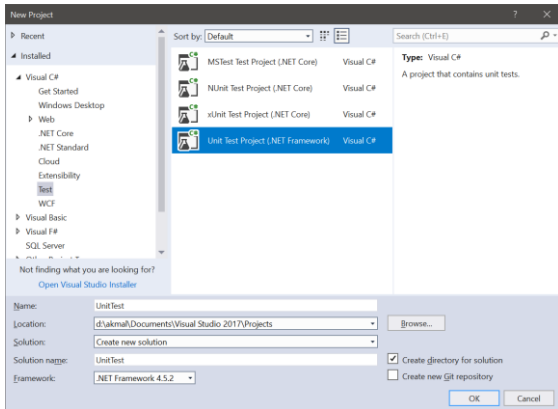 New Project
? ×
Recent
Installed
Visual C#
Get Started
Windows Desktop
Web
.NET Core
.NET Standard
Cloud
Extensibility
Test
WCF
Visual Basic
Visual F#
SQL Server
Not finding what you are looking for?
Open Visual Studio Installer
Sort by: Default
Search (Ctrl+E)
MSTest Test Project (.NET Core) Visual C#
NUnit Test Project (.NET Core) Visual C#
xUnit Test Project (.NET Core) Visual C#
Unit Test Project (.NET Framework) Visual C#
Type: Visual C#
A project that contains unit tests.
Name: UnitTest
Location: d:\akmal\Documents\Visual Studio 2017\Projects
Browse...
Solution: Create new solution
Solution name: UnitTest
Create directory for solution
Framework: .NET Framework 4.5.2
Create new Git repository
OK Cancel